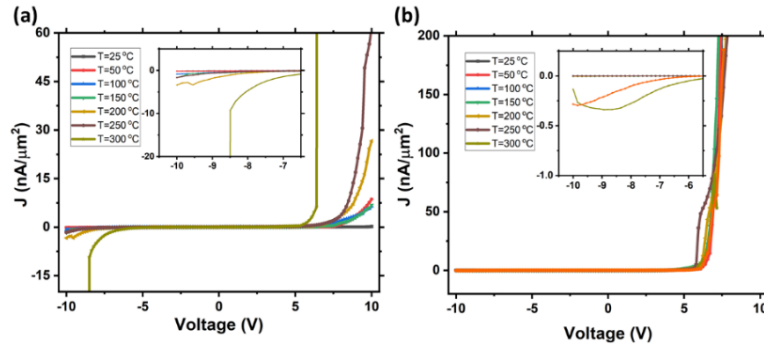 (a)
60
45
30
15
0
-15
J (nA/μm²)
T=25 °C
T=50 °C
T=100 °C
T=150 °C
T=200 °C
T=250 °C
T=300 °C
0
-10
-20
-10 -9 -8 -7
-10 -5 0 5 10
Voltage (V)
(b)
200
150
100
50
0
J (nA/μm²)
T=25 °C
T=50 °C
T=100 °C
T=150 °C
T=200 °C
T=250 °C
T=300 °C
0.0
-0.5
-1.0
-10 -9 -8 -7 -6
-10 -5 0 5 10
Voltage (V)